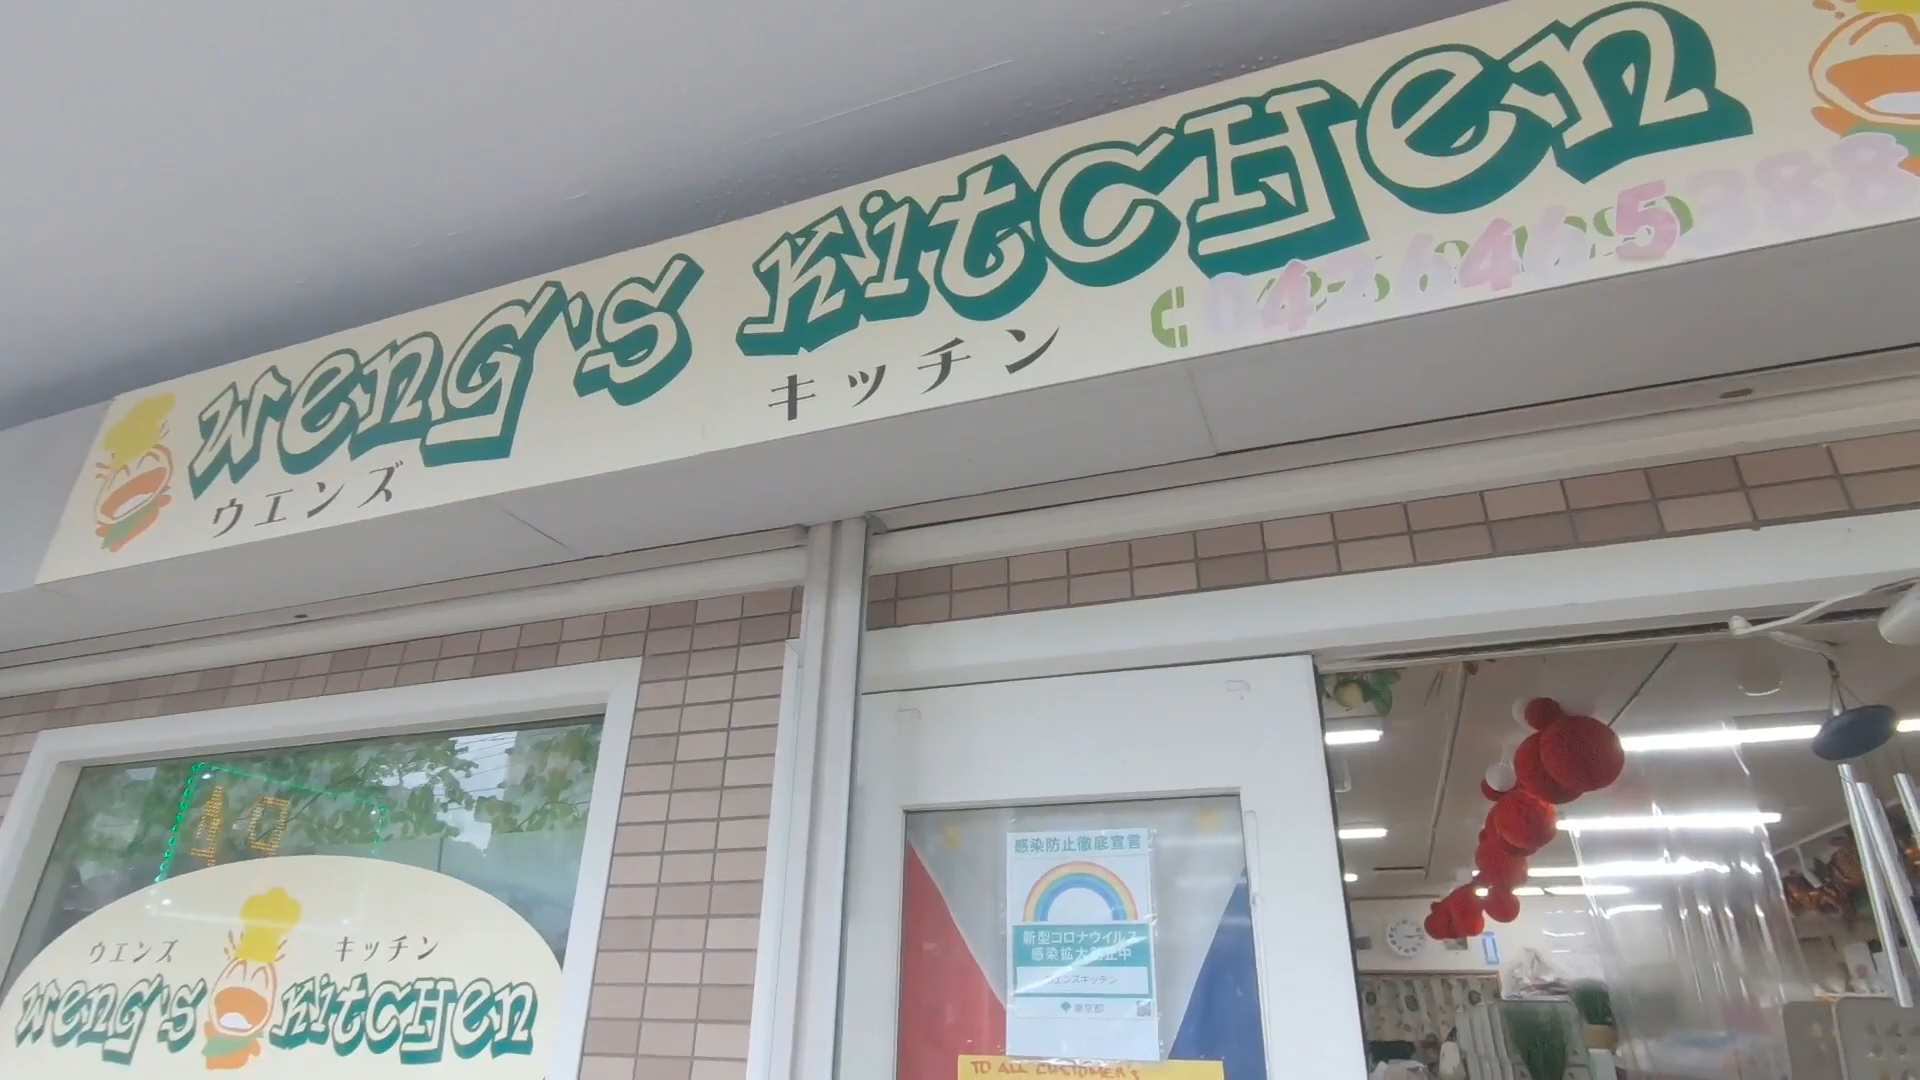 weng's KitcHen
ウエンズ
キッチン
ウエンズ キッチン
weng's KitcHen
感染防止徹底宣言
新型コロナウイルス
感染拡大防止中
ウエンズキッチン
東京都
TO ALL CUSTOMER'S